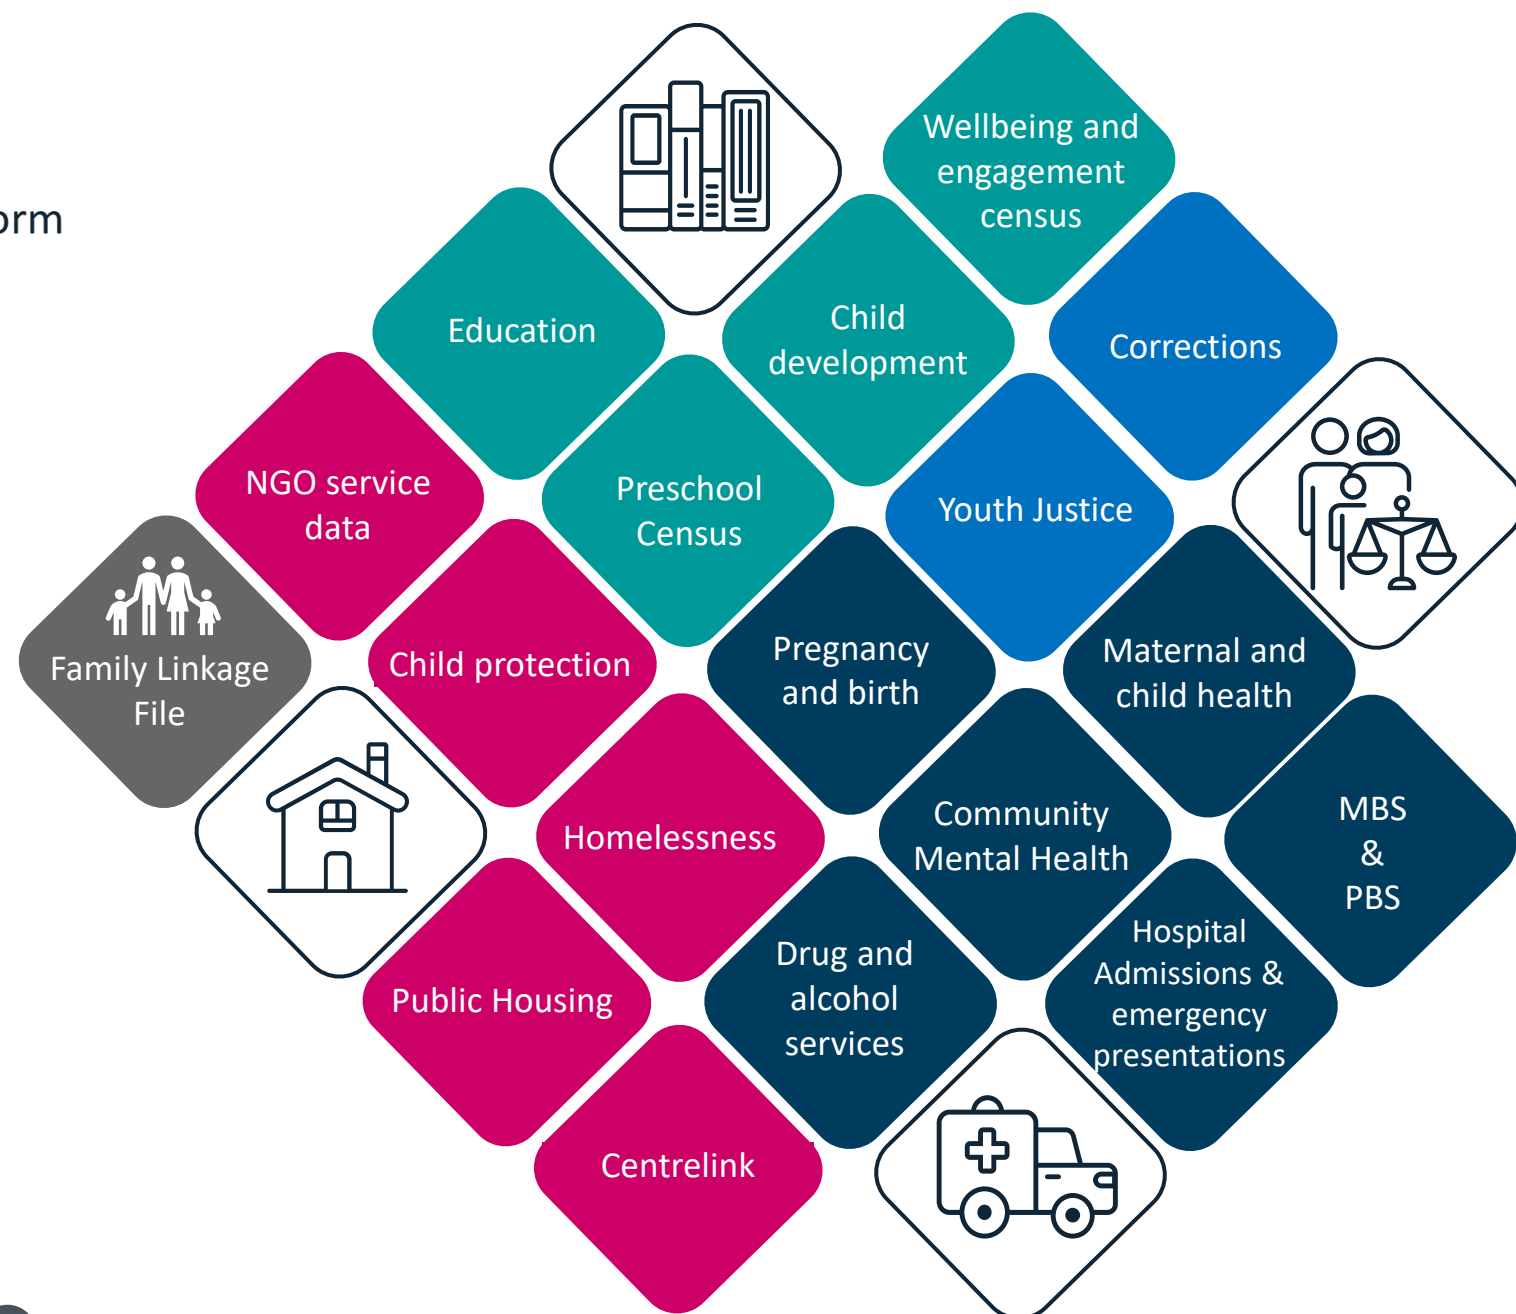 Wellbeing and
engagement
census
orm
Education
Child
development
Corrections
NGO service
data
Preschool
Census
Youth Justice
Family Linkage
File
Child protection
Pregnancy
and birth
Maternal and
child health
Homelessness
Community
Mental Health
MBS
&
PBS
Public Housing
Drug and
alcohol
services
Hospital
Admissions &
emergency
presentations
Centrelink